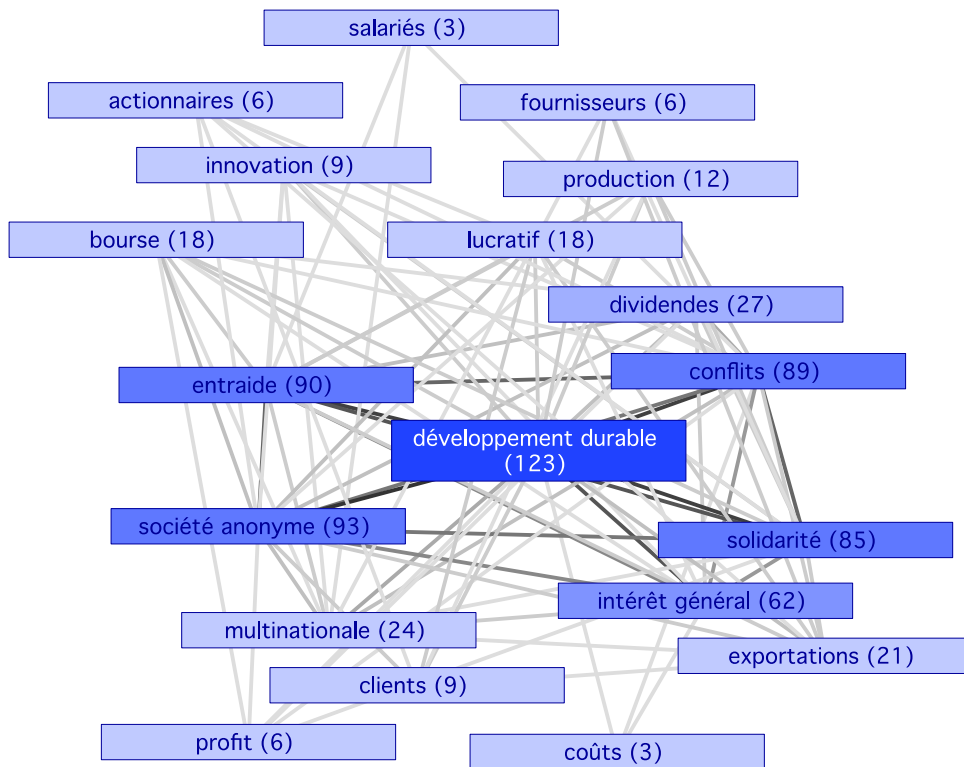 salariés (3)
actionnaires (6)
fournisseurs (6)
innovation (9)
production (12)
bourse (18)
lucratif (18)
dividendes (27)
entraide (90)
conflits (89)
développement durable
(123)
société anonyme (93)
solidarité (85)
intérêt général (62)
multinationale (24)
exportations (21)
clients (9)
profit (6)
coûts (3)